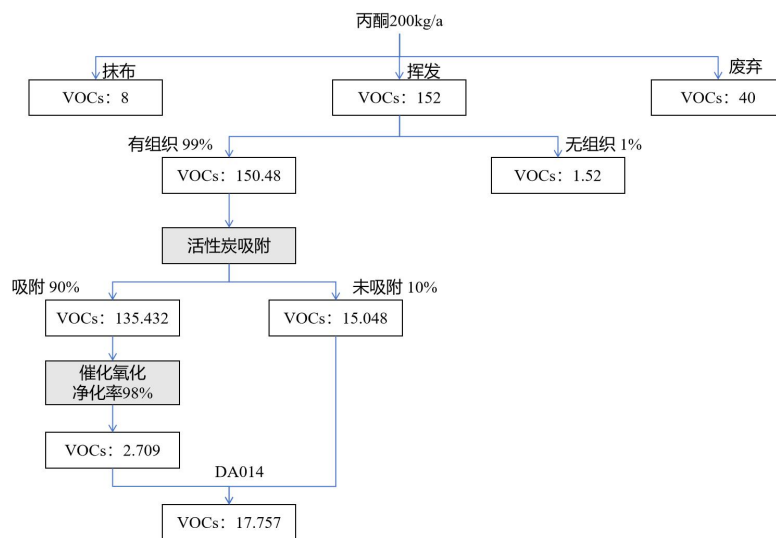 丙酮200kg/a
抹布
挥发
废弃
VOCs：8
VOCs：152
VOCs：40
有组织 99%
无组织 1%
VOCs：150.48
VOCs：1.52
活性炭吸附
吸附 90%
未吸附 10%
VOCs：135.432
VOCs：15.048
催化氧化
净化率98%
VOCs：2.709
DA014
VOCs：17.757